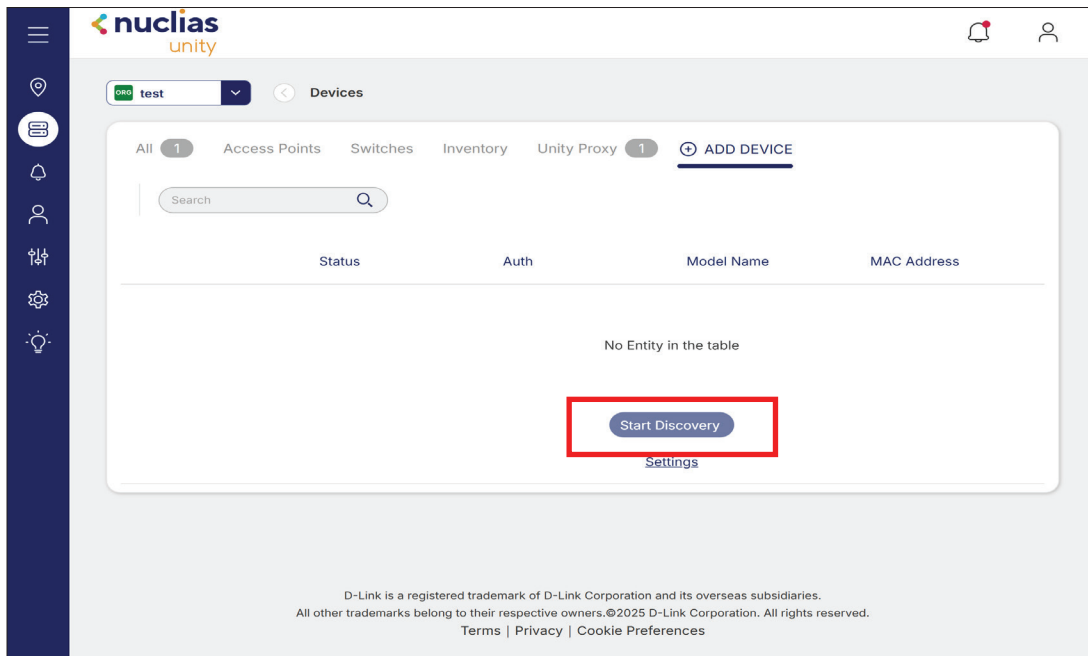 nuclias
unity
ORG test
Devices
All 1 Access Points Switches Inventory Unity Proxy 1 ADD DEVICE
Search
Status Auth Model Name MAC Address
No Entity in the table
Start Discovery
Settings
D-Link is a registered trademark of D-Link Corporation and its overseas subsidiaries.
All other trademarks belong to their respective owners.©2025 D-Link Corporation. All rights reserved.
Terms | Privacy | Cookie Preferences